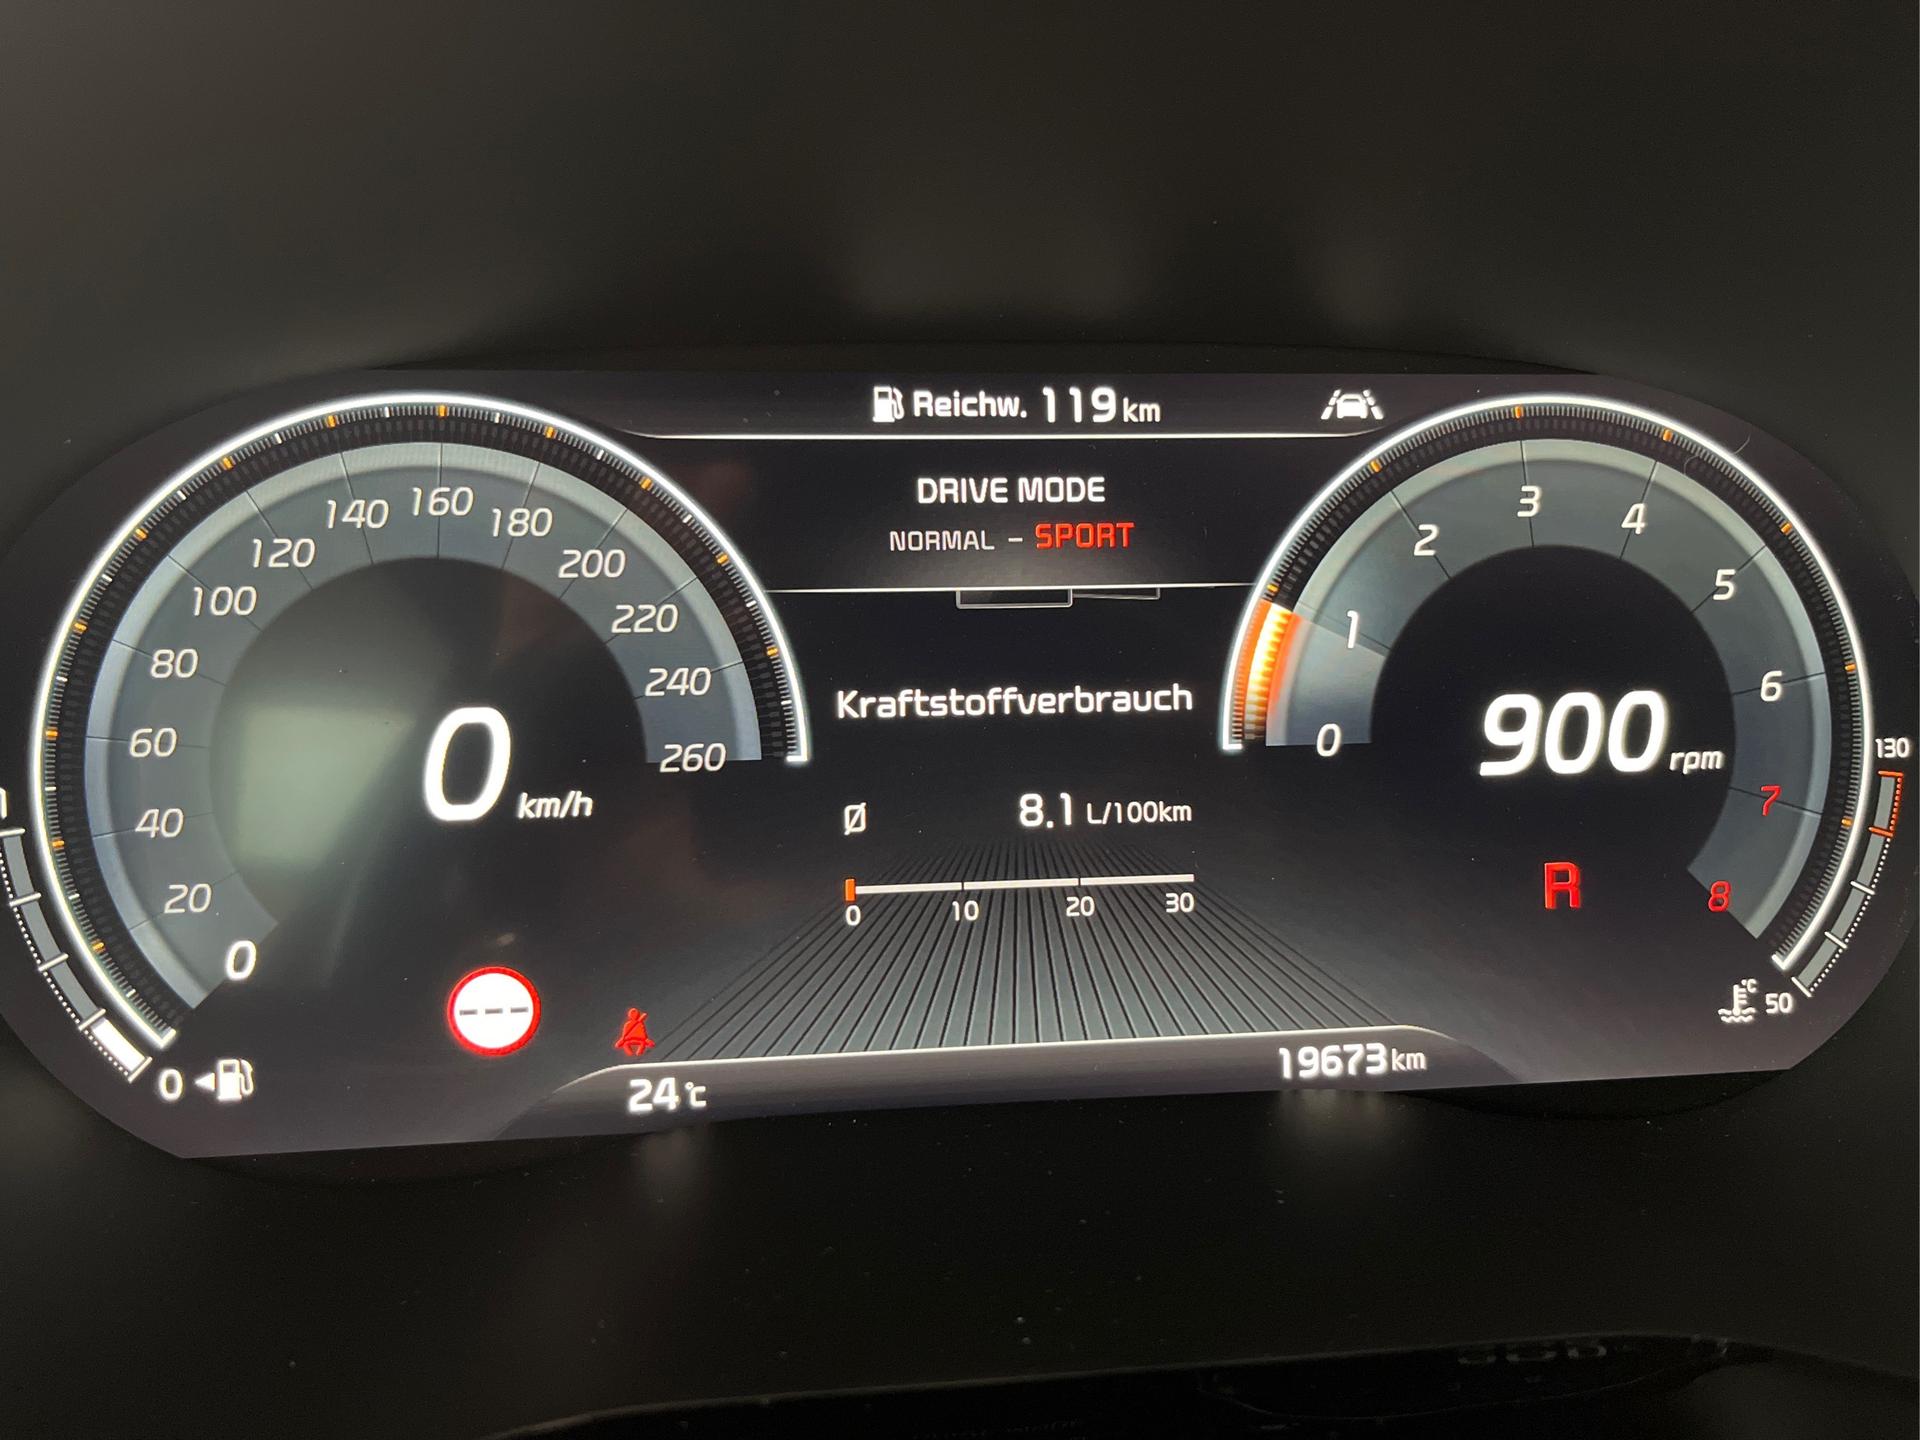 Reichw. 119 km
DRIVE MODE
NORMAL – SPORT
0
20
40
60
80
100
120
140
160
180
200
220
240
260
0 km/h
Kraftstoffverbrauch
Ø 8.1 L/100km
0 10 20 30
0
1
2
3
4
5
6
7
8
900 rpm
R
130
°C 50
---
0
24°C
19673 km